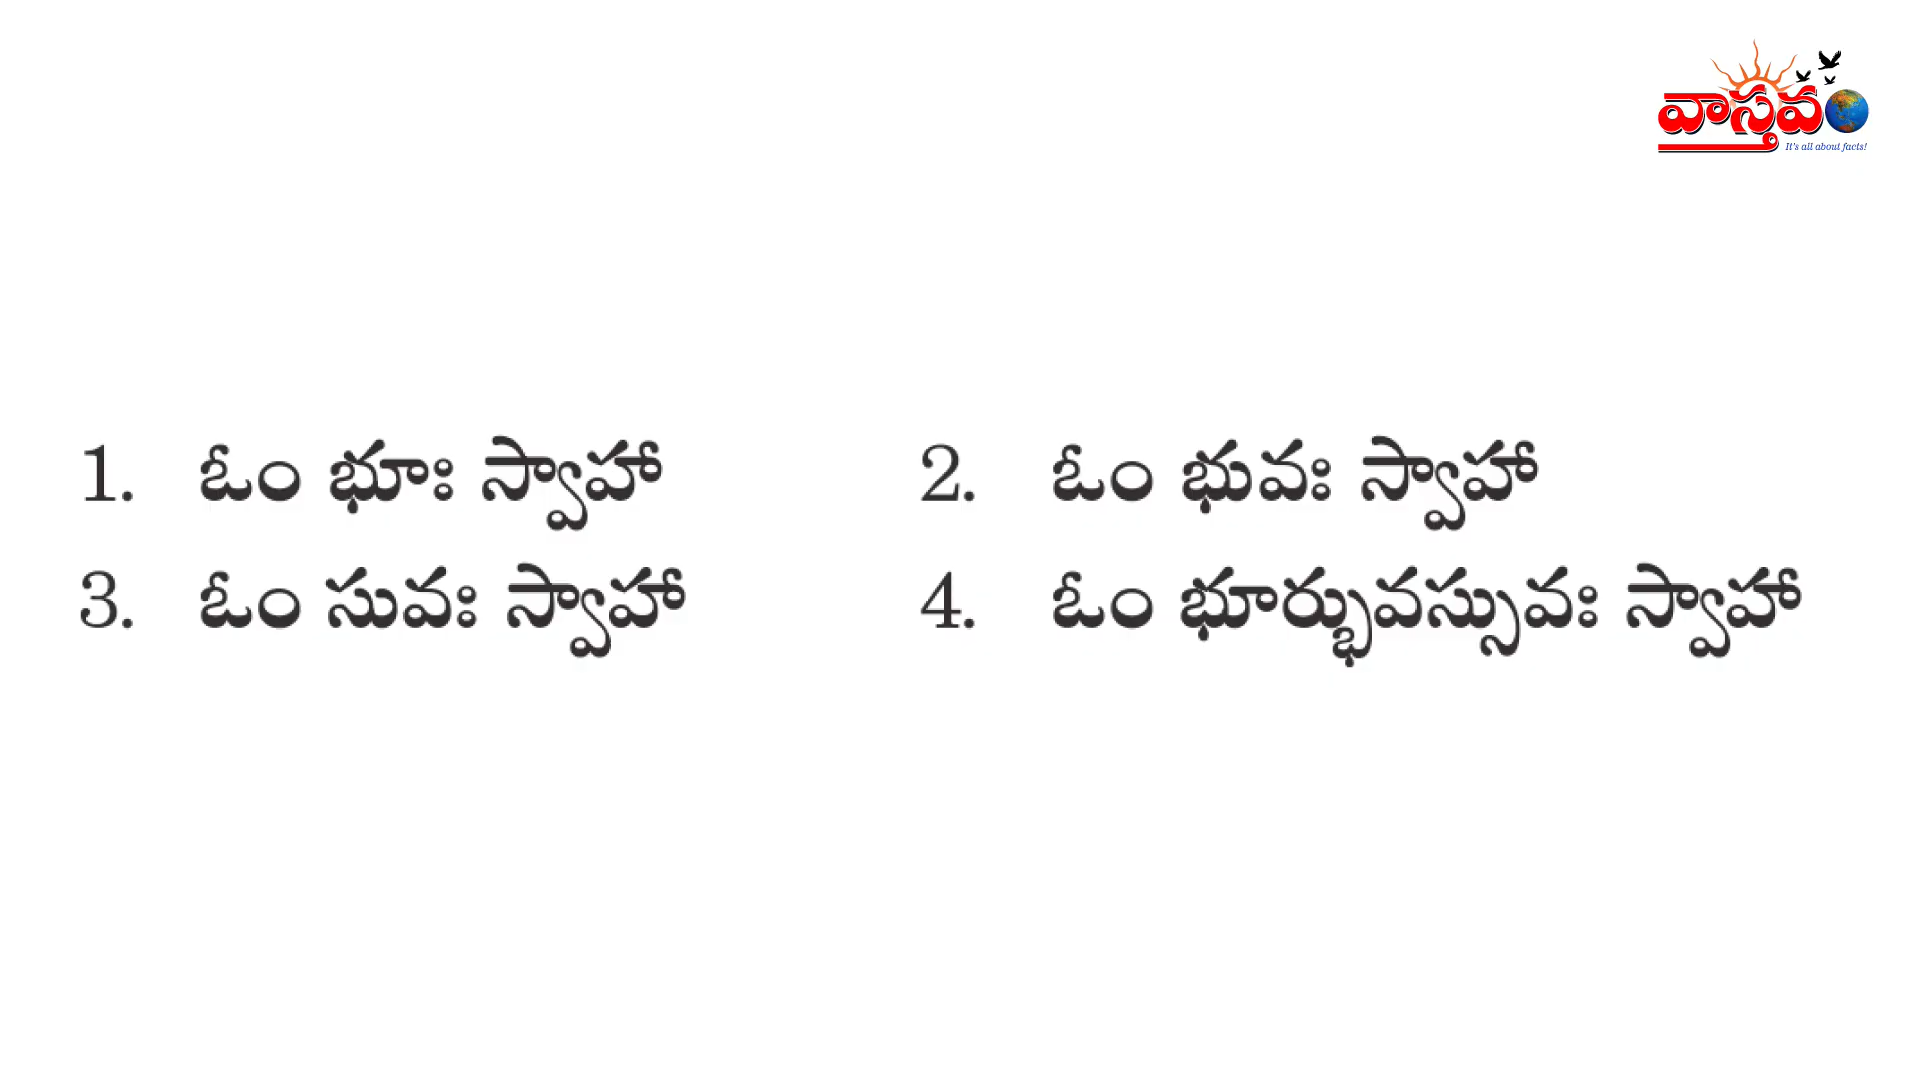 వాస్తవం
It's all about facts!
1. ఓం భూః స్వాహా
2. ఓం భువః స్వాహా
3. ఓం సువః స్వాహా
4. ఓం భూర్భువస్సువః స్వాహా